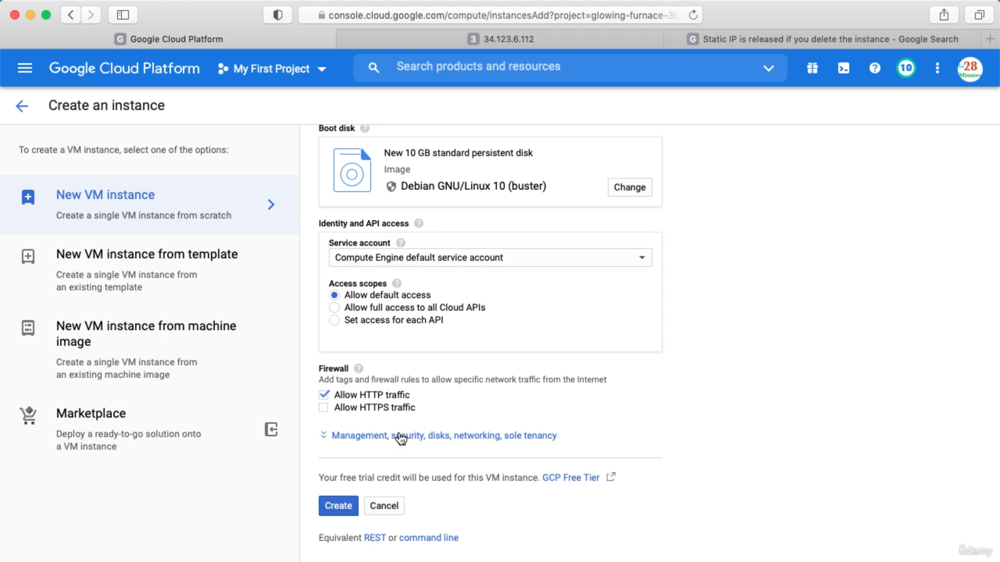 console.cloud.google.com/compute/instancesAdd?project=glowing-furnace-30
G Google Cloud Platform
3 34.123.6.112
G Static IP is released if you delete the instance - Google Search
Google Cloud Platform
My First Project
Search products and resources
10
28
Minutes
Create an instance
To create a VM instance, select one of the options:
New VM instance
Create a single VM instance from scratch
New VM instance from template
Create a single VM instance from
an existing template
New VM instance from machine
image
Create a single VM instance from
an existing machine image
Marketplace
Deploy a ready-to-go solution onto
a VM instance
Boot disk
New 10 GB standard persistent disk
Image
Debian GNU/Linux 10 (buster)
Change
Identity and API access
Service account
Compute Engine default service account
Access scopes
Allow default access
Allow full access to all Cloud APIs
Set access for each API
Firewall
Add tags and firewall rules to allow specific network traffic from the Internet
Allow HTTP traffic
Allow HTTPS traffic
Management, security, disks, networking, sole tenancy
Your free trial credit will be used for this VM instance. GCP Free Tier
Create
Cancel
Equivalent REST or command line
ûdemy